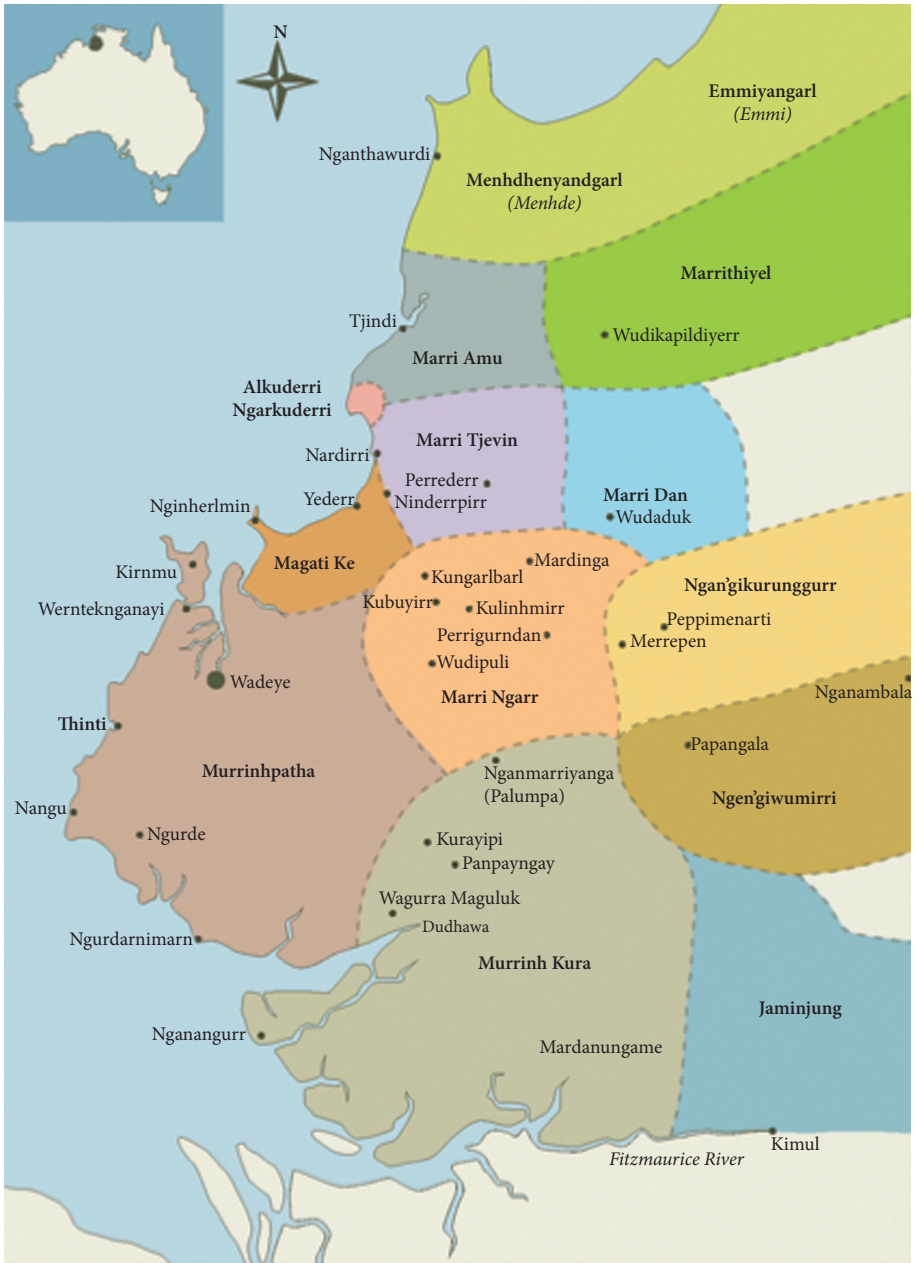 N
Emmiyangarl
(Emmi)
Nganthawurdi
Menhdhenyandgarl
(Menhde)
Marrithiyel
Tjindi
Wudikapildiyerr
Marri Amu
Alkuderri
Ngarkuderri
Marri Tjevin
Nardirri
Perrederr
Ninderrpirr
Yederr
Marri Dan
Wudaduk
Nginherlmin
Magati Ke
Kirnmu
Wernteknganayi
Mardinga
Kungarlbarl
Kubuyirr
Kulinhmirr
Perrigurndan
Wudipuli
Marri Ngarr
Ngan'gikurunggurr
Peppimenarti
Merrepen
Nganambala
Wadeye
Thinti
Murrinhpatha
Nganmarriyanga
(Palumpa)
Papangala
Ngen'giwumirri
Nangu
Ngurde
Kurayipi
Panpayngay
Wagurra Maguluk
Dudhawa
Ngurdarnimarn
Murrinh Kura
Jaminjung
Nganangurr
Mardanungame
Kimul
Fitzmaurice River